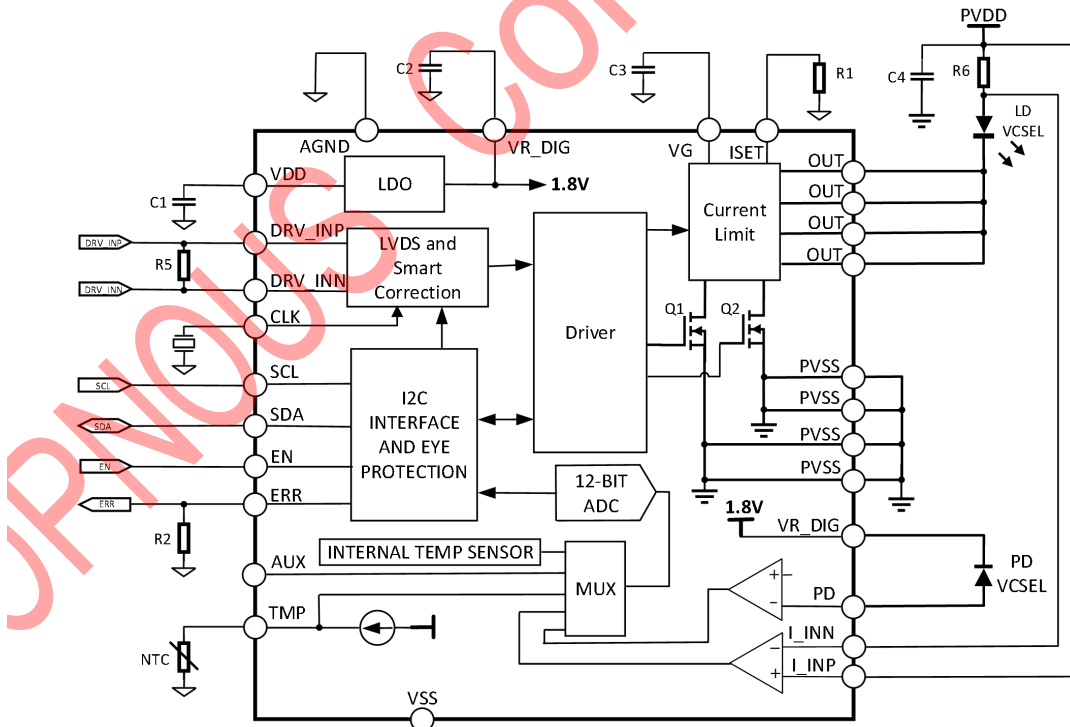 PVDD
C2
C3
R1
C4
R6
LD
VCSEL
AGND
VR_DIG
VG
ISET
OUT
VDD
LDO
1.8V
C1
Current
Limit
OUT
OUT
OUT
DRV_INP
DRV_INP
LVDS and
Smart
Correction
R5
DRV_INN
DRV_INN
CLK
Driver
Q1
Q2
SCL
SCL
I2C
INTERFACE
AND EYE
PROTECTION
SDA
SDA
EN
EN
ERR
ERR
PVSS
PVSS
PVSS
PVSS
12-BIT
ADC
1.8V
VR_DIG
R2
INTERNAL TEMP SENSOR
AUX
MUX
PD
VCSEL
PD
TMP
I_INN
I_INP
NTC
VSS
OPNOUS Co